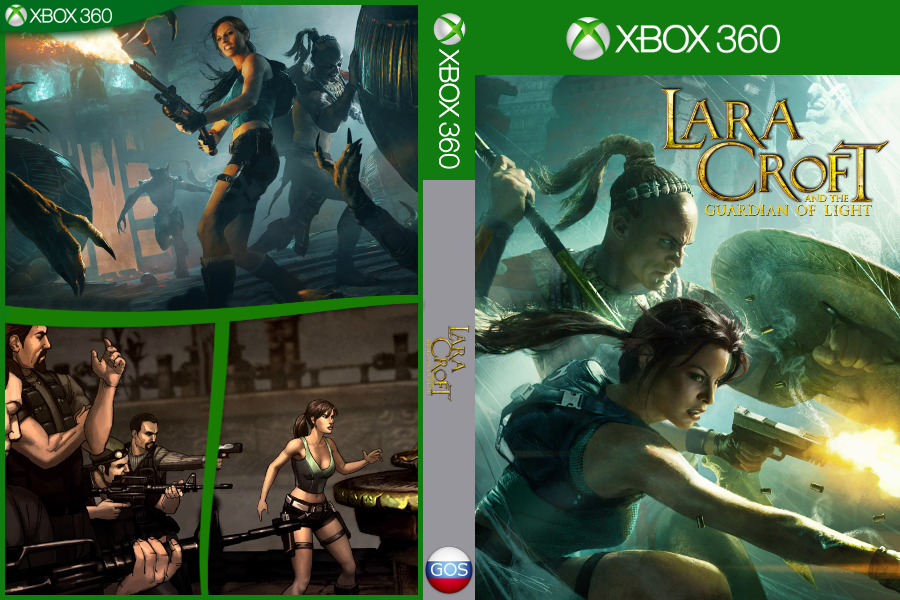 XBOX 360
XBOX 360
LARA
CROFT
GOS
XBOX 360
LARA
CROFT
AND THE
GUARDIAN OF LIGHT